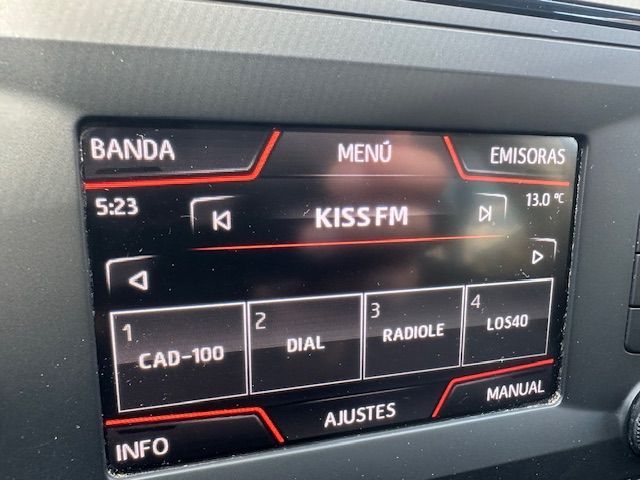 BANDA MENÚ EMISORAS
5:23 KISS FM 13.0 °C
1 CAD-100
2 DIAL
3 RADIOLE
4 LOS40
INFO AJUSTES MANUAL